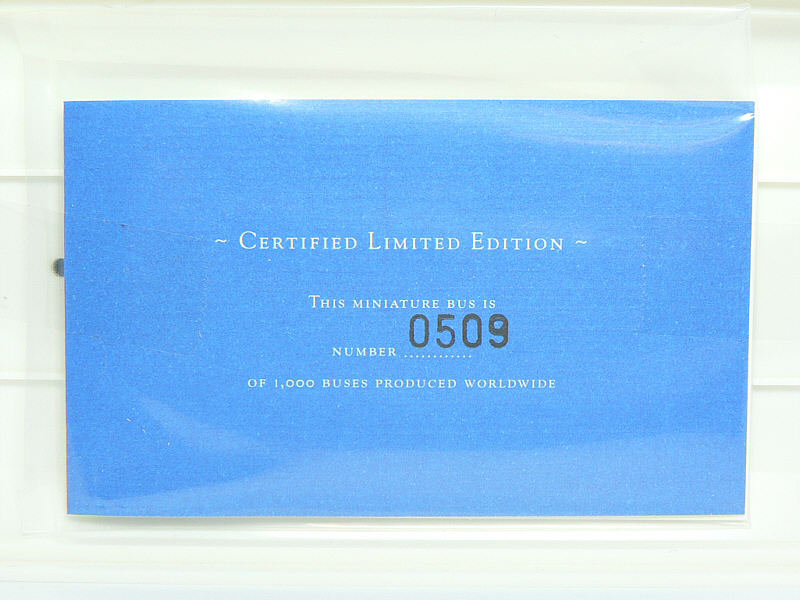 ~ Certified Limited Edition ~
This miniature bus is
number ............ 0509
of 1,000 buses produced worldwide